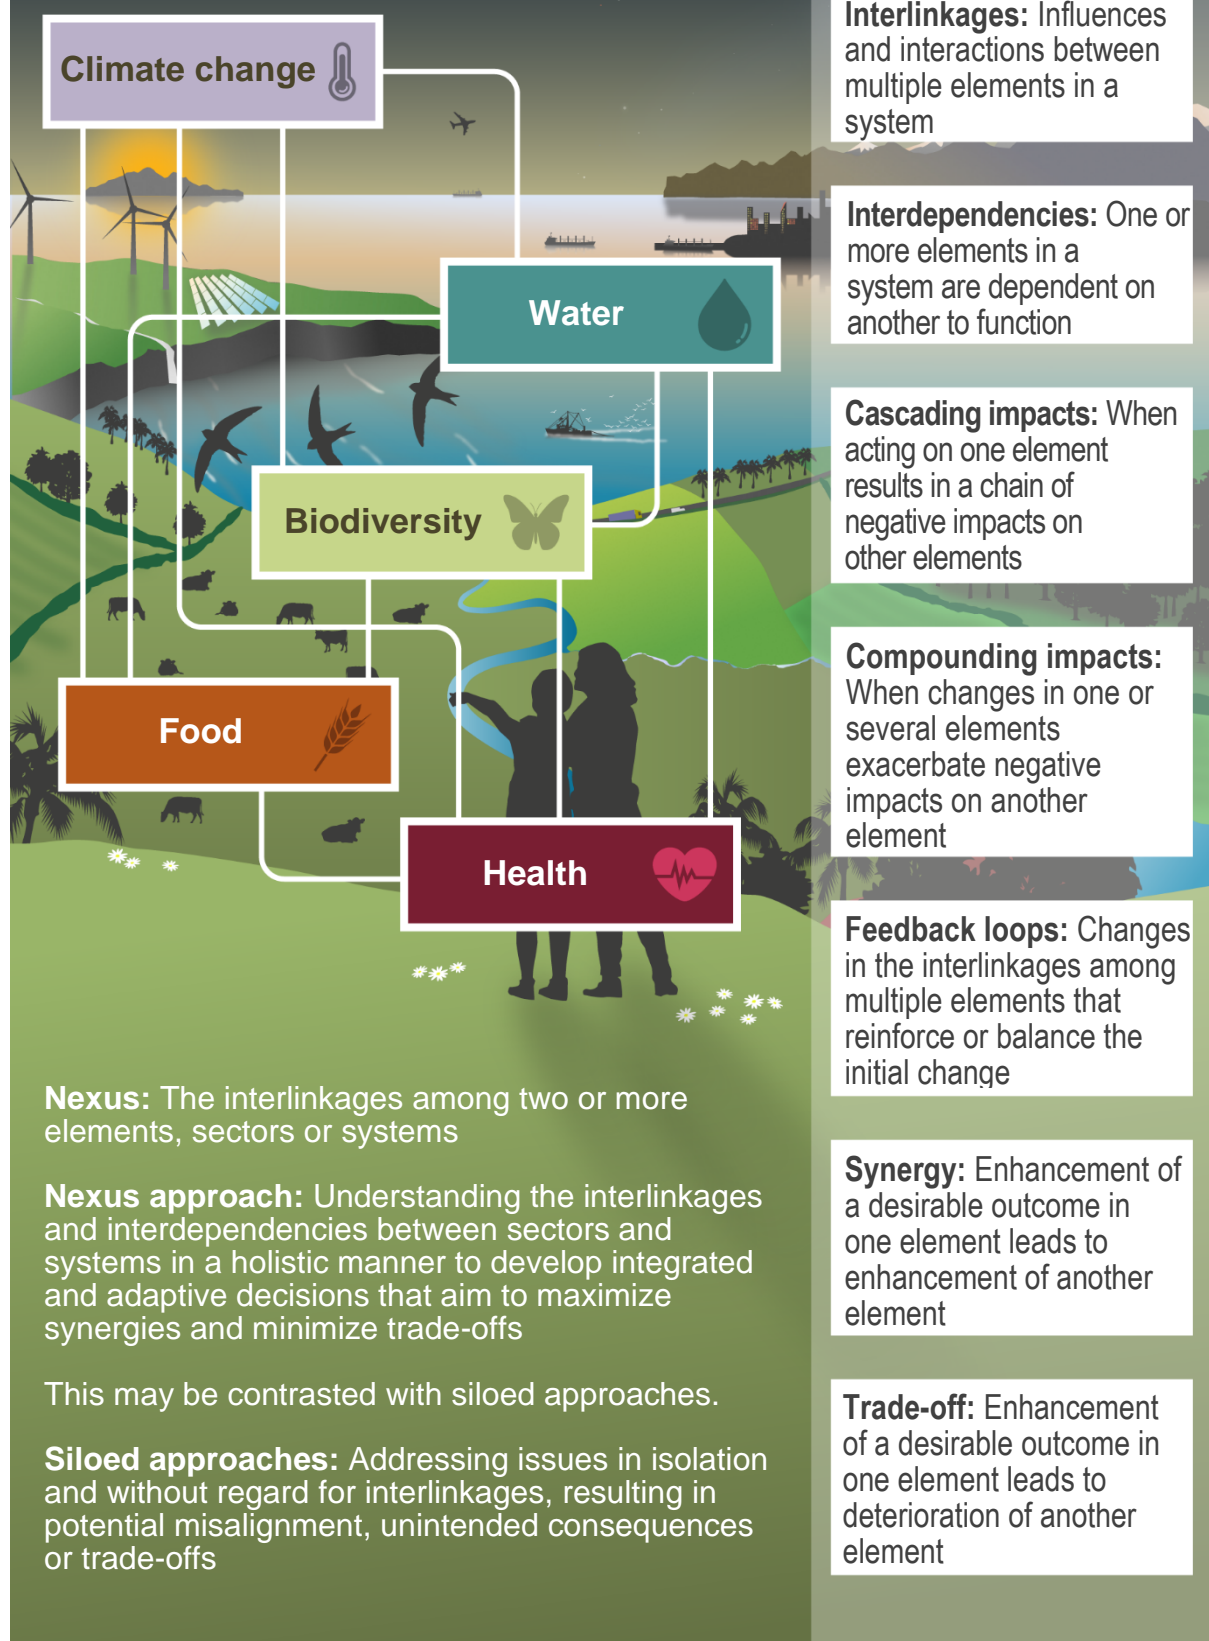 Climate change
Water
Biodiversity
Food
Health
Nexus: The interlinkages among two or more
elements, sectors or systems
Nexus approach: Understanding the interlinkages
and interdependencies between sectors and
systems in a holistic manner to develop integrated
and adaptive decisions that aim to maximize
synergies and minimize trade-offs
This may be contrasted with siloed approaches.
Siloed approaches: Addressing issues in isolation
and without regard for interlinkages, resulting in
potential misalignment, unintended consequences
or trade-offs
Interlinkages: Influences
and interactions between
multiple elements in a
system
Interdependencies: One or
more elements in a
system are dependent on
another to function
Cascading impacts: When
acting on one element
results in a chain of
negative impacts on
other elements
Compounding impacts:
When changes in one or
several elements
exacerbate negative
impacts on another
element
Feedback loops: Changes
in the interlinkages among
multiple elements that
reinforce or balance the
initial change
Synergy: Enhancement of
a desirable outcome in
one element leads to
enhancement of another
element
Trade-off: Enhancement
of a desirable outcome in
one element leads to
deterioration of another
element